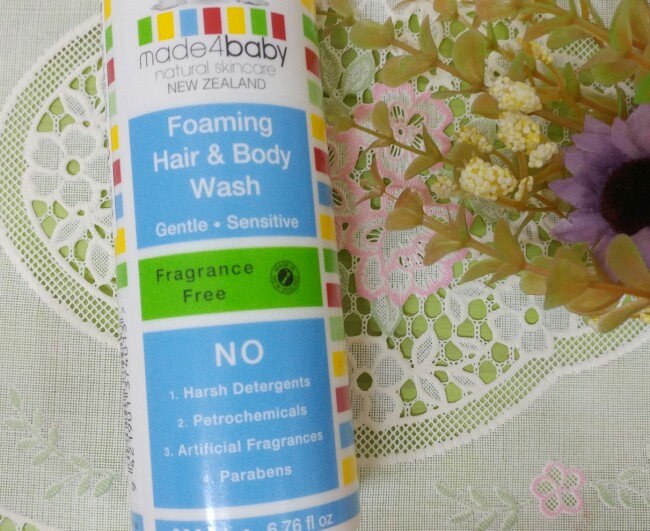 made4baby
natural skincare
NEW ZEALAND
Foaming
Hair & Body
Wash
Gentle • Sensitive
Fragrance
Free
NO
1. Harsh Detergents
2. Petrochemicals
3. Artificial Fragrances
4. Parabens
6.76 fl oz